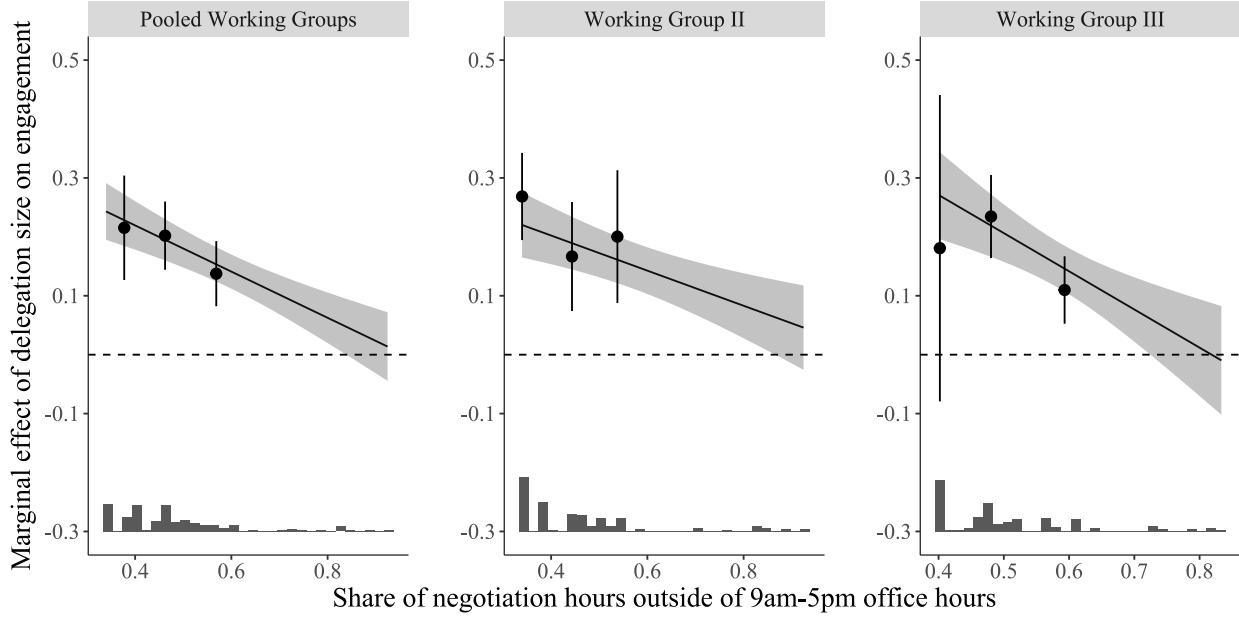 Pooled Working Groups
Working Group II
Working Group III
Marginal effect of delegation size on engagement
0.5
0.3
0.1
-0.1
-0.3
0.4 0.6 0.8
0.5
0.3
0.1
-0.1
-0.3
0.4 0.6 0.8
0.5
0.3
0.1
-0.1
-0.3
0.4 0.5 0.6 0.7 0.8
Share of negotiation hours outside of 9am-5pm office hours